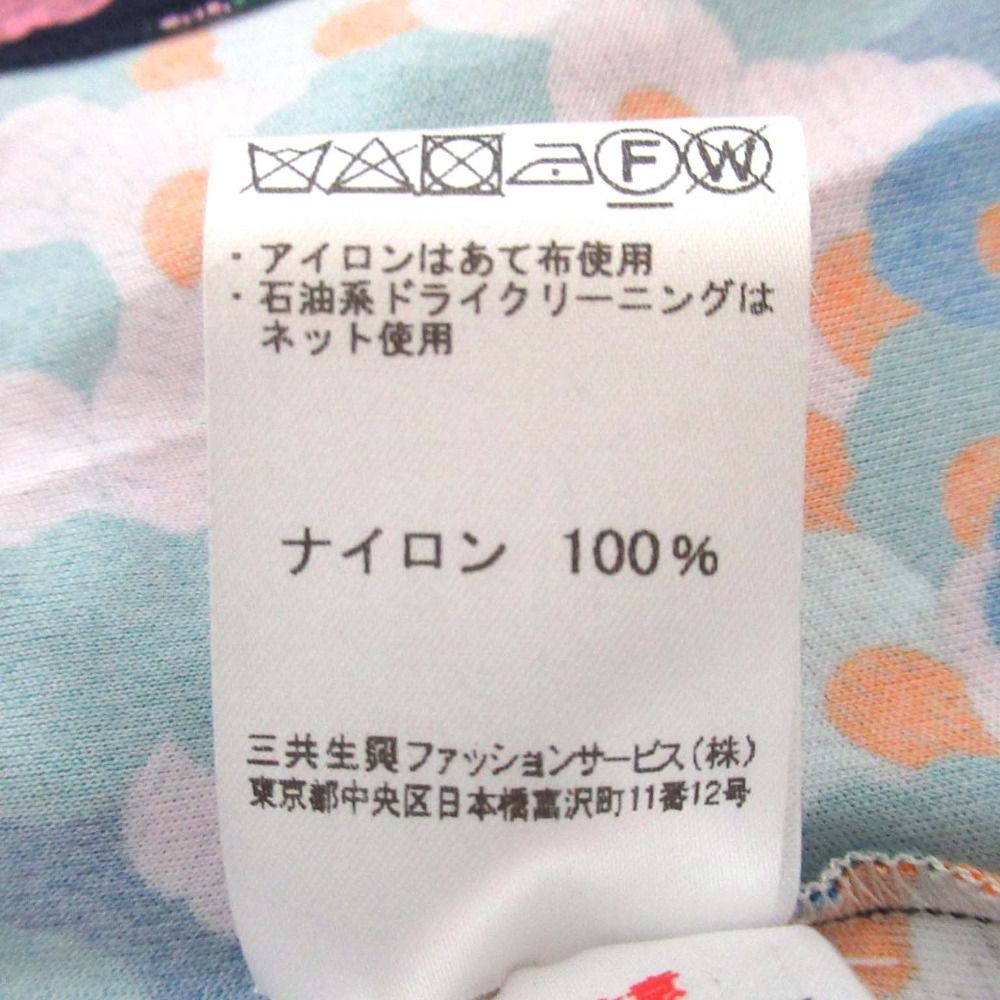 F W
・アイロンはあて布使用
・石油系ドライクリーニングは
ネット使用
ナイロン 100%
三共生興ファッションサービス(株)
東京都中央区日本橋富沢町11番12号